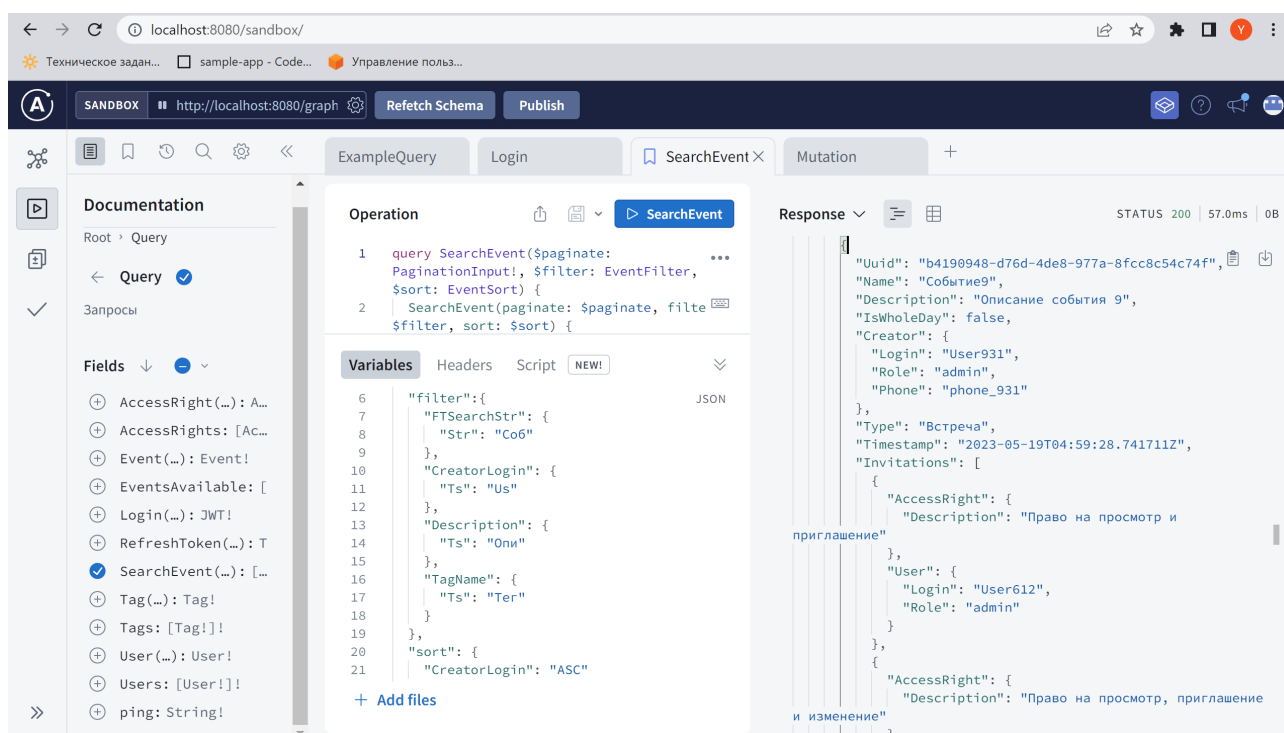 localhost:8080/sandbox/
Y
Техническое задан...
sample-app - Code...
Управление польз...
A
SANDBOX
http://localhost:8080/graph
Refetch Schema
Publish
ExampleQuery
Login
SearchEvent
Mutation
Documentation
Root › Query
Query
Запросы
Fields
AccessRight(…): A…
AccessRights: [Ac…
Event(…): Event!
EventsAvailable: [
Login(…): JWT!
RefreshToken(…): T
SearchEvent(…): […
Tag(…): Tag!
Tags: [Tag!]!
User(…): User!
Users: [User!]!
ping: String!
Operation
SearchEvent
1 query SearchEvent($paginate:
PaginationInput!, $filter: EventFilter,
$sort: EventSort) {
2 SearchEvent(paginate: $paginate, filte
$filter, sort: $sort) {
Variables
Headers
Script
NEW!
JSON
6 "filter":{
7 "FTSearchStr": {
8 "Str": "Соб"
9 },
10 "CreatorLogin": {
11 "Ts": "Us"
12 },
13 "Description": {
14 "Ts": "Опи"
15 },
16 "TagName": {
17 "Ts": "Тег"
18 }
19 },
20 "sort": {
21 "CreatorLogin": "ASC"
+ Add files
Response
STATUS 200
57.0ms
0B
{
"Uuid": "b4190948-d76d-4de8-977a-8fcc8c54c74f",
"Name": "Событие9",
"Description": "Описание события 9",
"IsWholeDay": false,
"Creator": {
"Login": "User931",
"Role": "admin",
"Phone": "phone_931"
},
"Type": "Встреча",
"Timestamp": "2023-05-19T04:59:28.741711Z",
"Invitations": [
{
"AccessRight": {
"Description": "Право на просмотр и
приглашение"
},
"User": {
"Login": "User612",
"Role": "admin"
}
},
{
"AccessRight": {
"Description": "Право на просмотр, приглашение
и изменение"